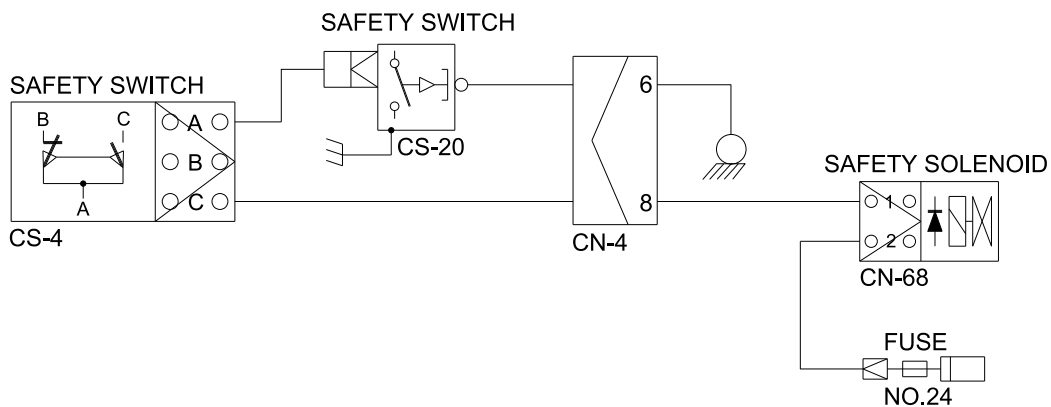 SAFETY SWITCH
SAFETY SWITCH
B C
A
A
B
C
CS-4
CS-20
6
8
CN-4
SAFETY SOLENOID
1
2
CN-68
FUSE
NO.24